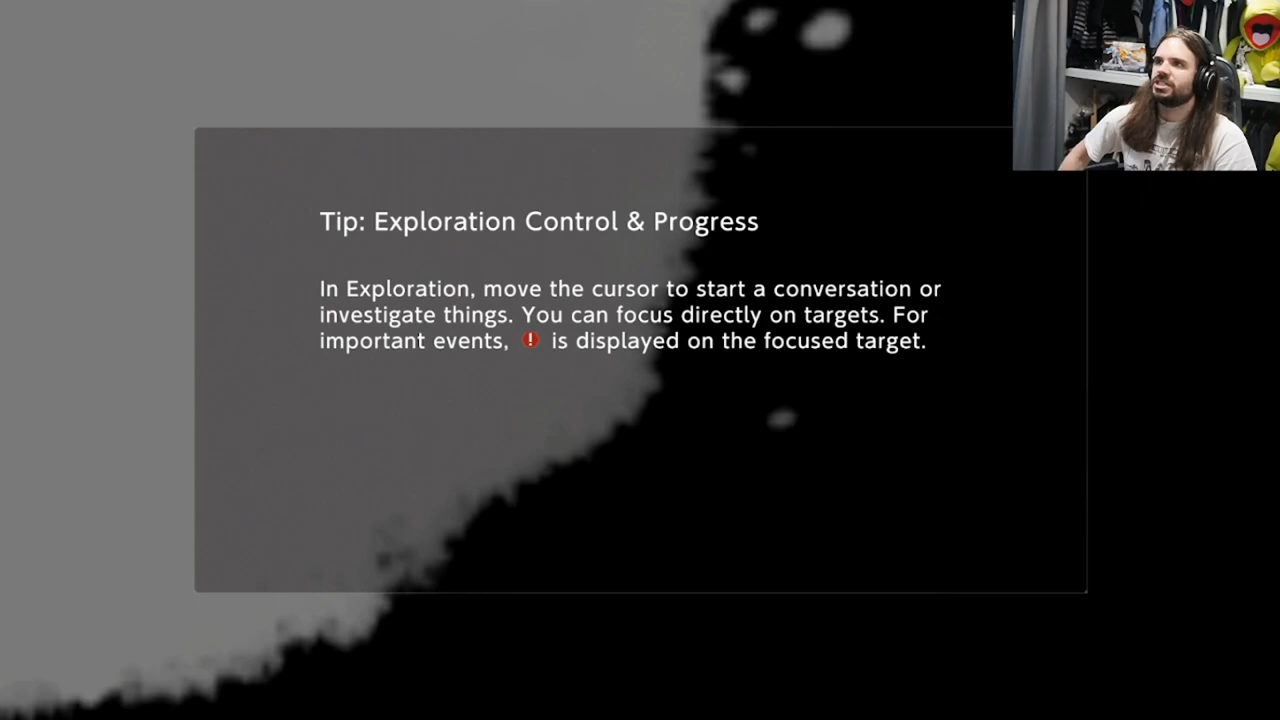 Tip: Exploration Control & Progress
In Exploration, move the cursor to start a conversation or
investigate things. You can focus directly on targets. For
important events, ! is displayed on the focused target.